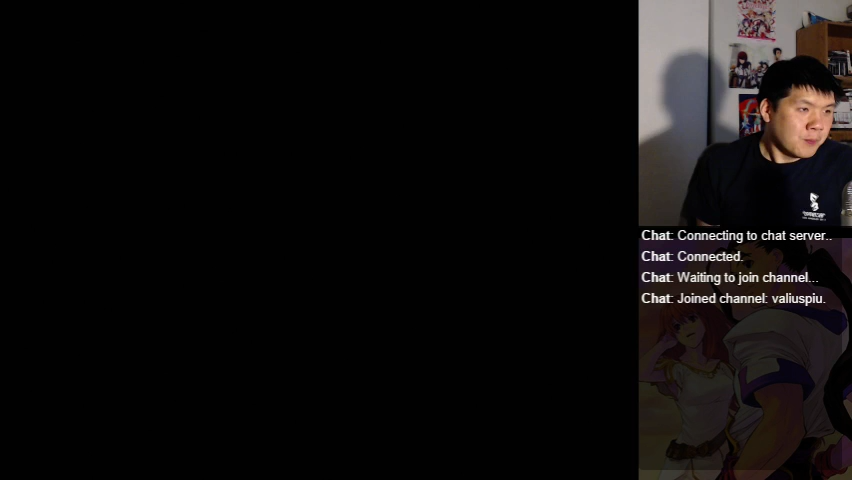 Chat: Connecting to chat server..
Chat: Connected.
Chat: Waiting to join channel...
Chat: Joined channel: valiuspiu.